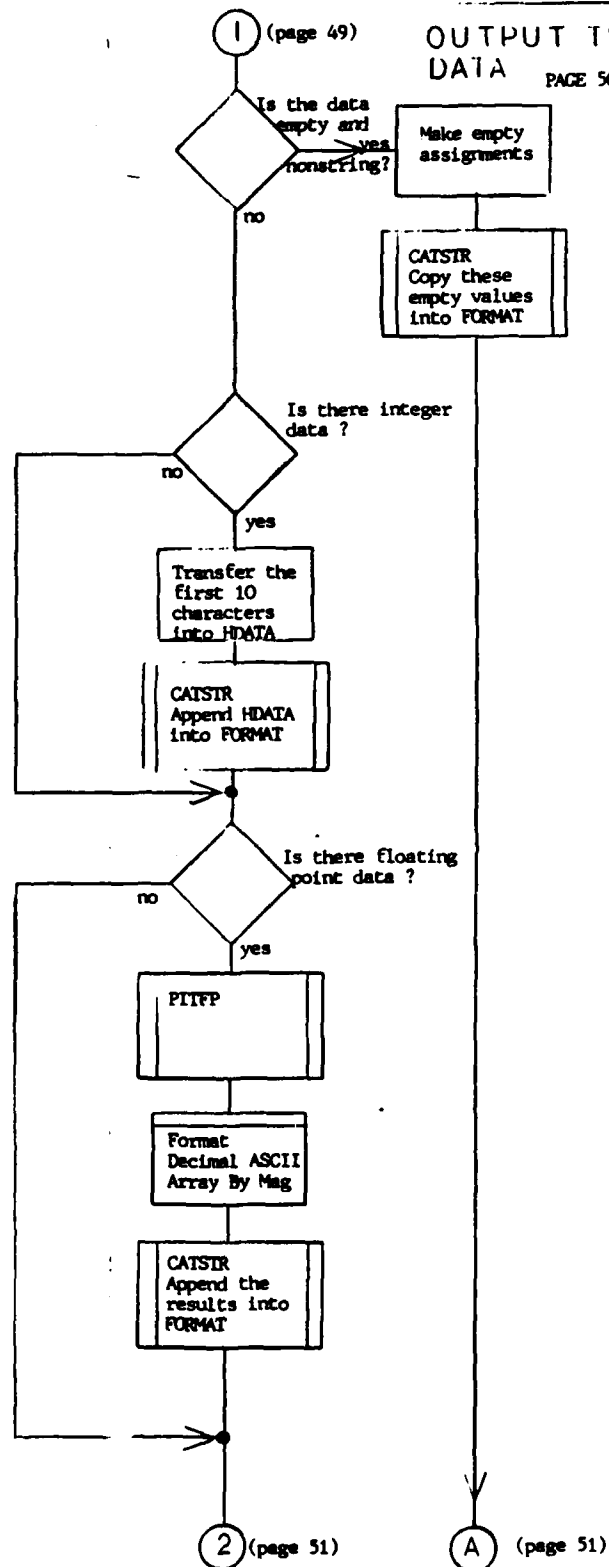 1 (page 49)
OUTPUT
DATA
PAGE
Is the data
empty and
nonstring?
yes
no
Make empty
assignments
CATSTR
Copy these
empty values
into FORMAT
Is there integer
data ?
no
yes
Transfer the
first 10
characters
into HDATA
CATSTR
Append HDATA
into FORMAT
Is there floating
point data ?
no
yes
PITFP
Format
Decimal ASCII
Array By Mag
CATSTR
Append the
results into
FORMAT
2 (page 51)
A (page 51)